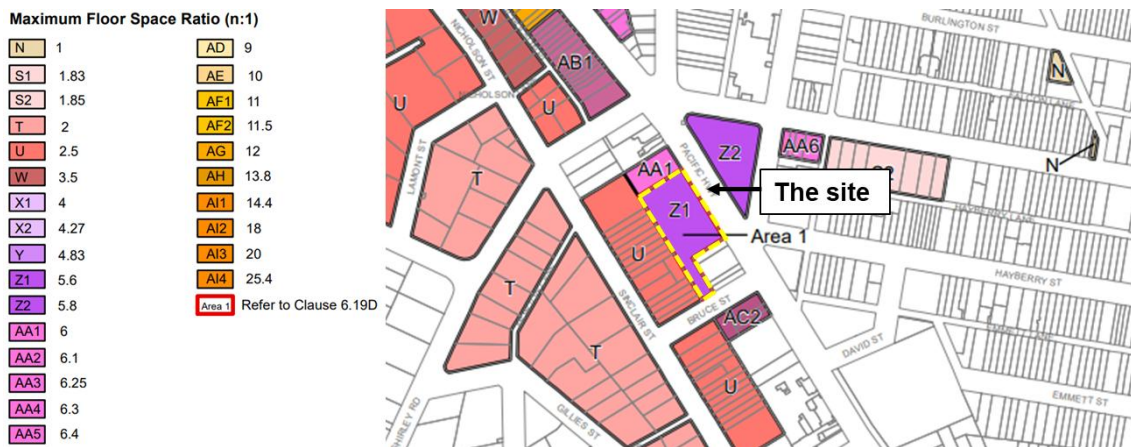 Maximum Floor Space Ratio (n:1)
N 1
S1 1.83
S2 1.85
T 2
U 2.5
W 3.5
X1 4
X2 4.27
Y 4.83
Z1 5.6
Z2 5.8
AA1 6
AA2 6.1
AA3 6.25
AA4 6.3
AA5 6.4
AD 9
AE 10
AF1 11
AF2 11.5
AG 12
AH 13.8
AI1 14.4
AI2 18
AI3 20
AI4 25.4
Area 1 Refer to Clause 6.19D
NICHOLSON ST
W
AB1
U
U
NICHOLSON
LAMONT ST
T
AA1
PACIFIC H
Z2
AA6
BURLINGTON ST
N
N
The site
Z1
Area 1
U
HAYBERRY LANE
HAYBERRY ST
T
SINCLAIR ST
BRUCE ST
AC2
T
U
DAVID ST
EMMETT ST
SHIRLEY RD
GILLIES ST